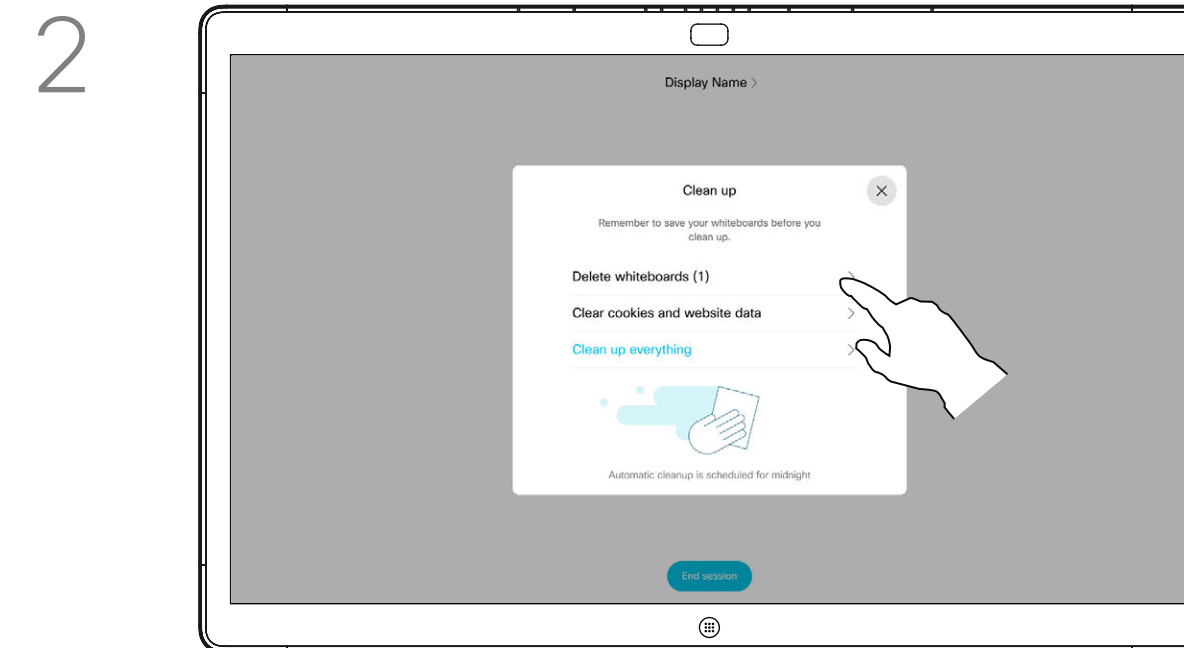 2
Display Name
Clean up
Remember to save your whiteboards before you
clean up.
Delete whiteboards (1)
Clear cookies and website data
Clean up everything
Automatic cleanup is scheduled for midnight
End session